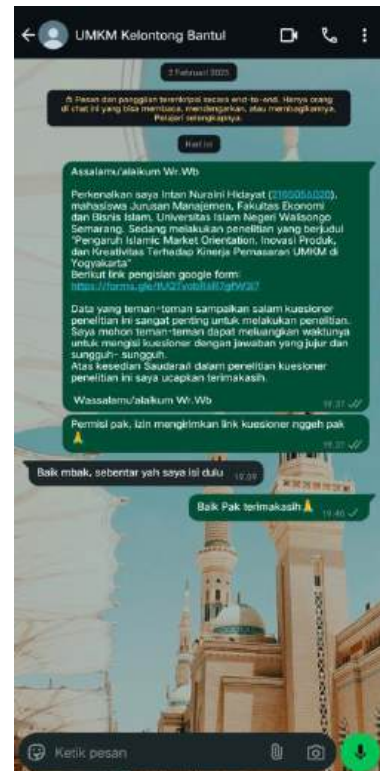 UMKM Kelontong Bantul
2 Februari 2025
Pesan dan panggilan terenkripsi secara end-to-end. Hanya orang
di chat ini yang bisa membaca, mendengarkan, atau membagikannya.
Pelajari selengkapnya.
Hari ini
Assalamu'alaikum Wr.Wb
Perkenalkan saya Intan Nuraini Hidayat
mahasiswa Jurusan Manajemen, Fakultas Ekonomi
dan Bisnis Islam, Universitas Islam Negeri Walisongo
Semarang. Sedang melakukan penelitian yang berjudul
"Pengaruh Islamic Market Orientation, Inovasi Produk,
dan Kreativitas Terhadap Kinerja Pemasaran UMKM di
Yogyakarta"
Berikut link pengisian google form:
Data yang teman-teman sampaikan salam kuesioner
penelitian ini sangat penting untuk melakukan penelitian.
Saya mohon teman-teman dapat meluangkan waktunya
untuk mengisi kuesioner dengan jawaban yang jujur dan
sungguh- sungguh.
Atas kesedian Saudara/i dalam penelitian kuesioner
penelitian ini saya ucapkan terimakasih.
Wassalamu'alaikum Wr.Wb
Permisi pak, izin mengirimkan link kuesioner nggeh pak
Baik mbak, sebentar yah saya isi dulu
Baik Pak terimakasih
19.40
Ketik pesan